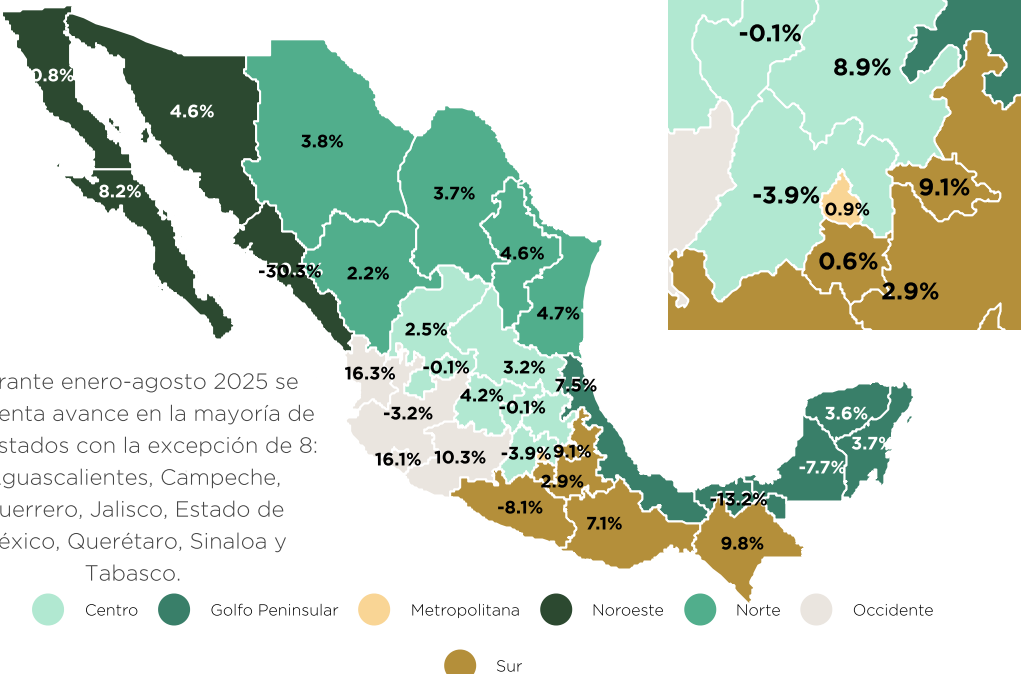 -0.1%
8.9%
-3.9%
0.9%
9.1%
0.6%
2.9%
0.8%
4.6%
8.2%
3.8%
3.7%
4.6%
-30.3%
2.2%
4.7%
2.5%
16.3%
-0.1%
3.2%
7.5%
4.2%
-0.1%
-3.2%
16.1%
10.3%
-3.9%
9.1%
2.9%
-8.1%
7.1%
-13.2%
9.8%
3.6%
3.7%
-7.7%
rante enero-agosto 2025 se
enta avance en la mayoría de
stados con la excepción de 8:
guascalientes, Campeche,
uerrero, Jalisco, Estado de
éxico, Querétaro, Sinaloa y
Tabasco.
Centro
Golfo Peninsular
Metropolitana
Noroeste
Norte
Occidente
Sur